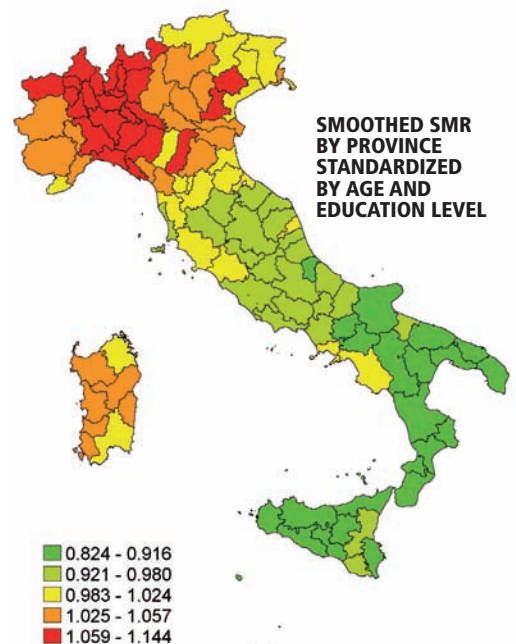 SMOOTHED SMR
BY PROVINCE
STANDARDIZED
BY AGE AND
EDUCATION LEVEL
0.824 - 0.916
0.921 - 0.980
0.983 - 1.024
1.025 - 1.057
1.059 - 1.144